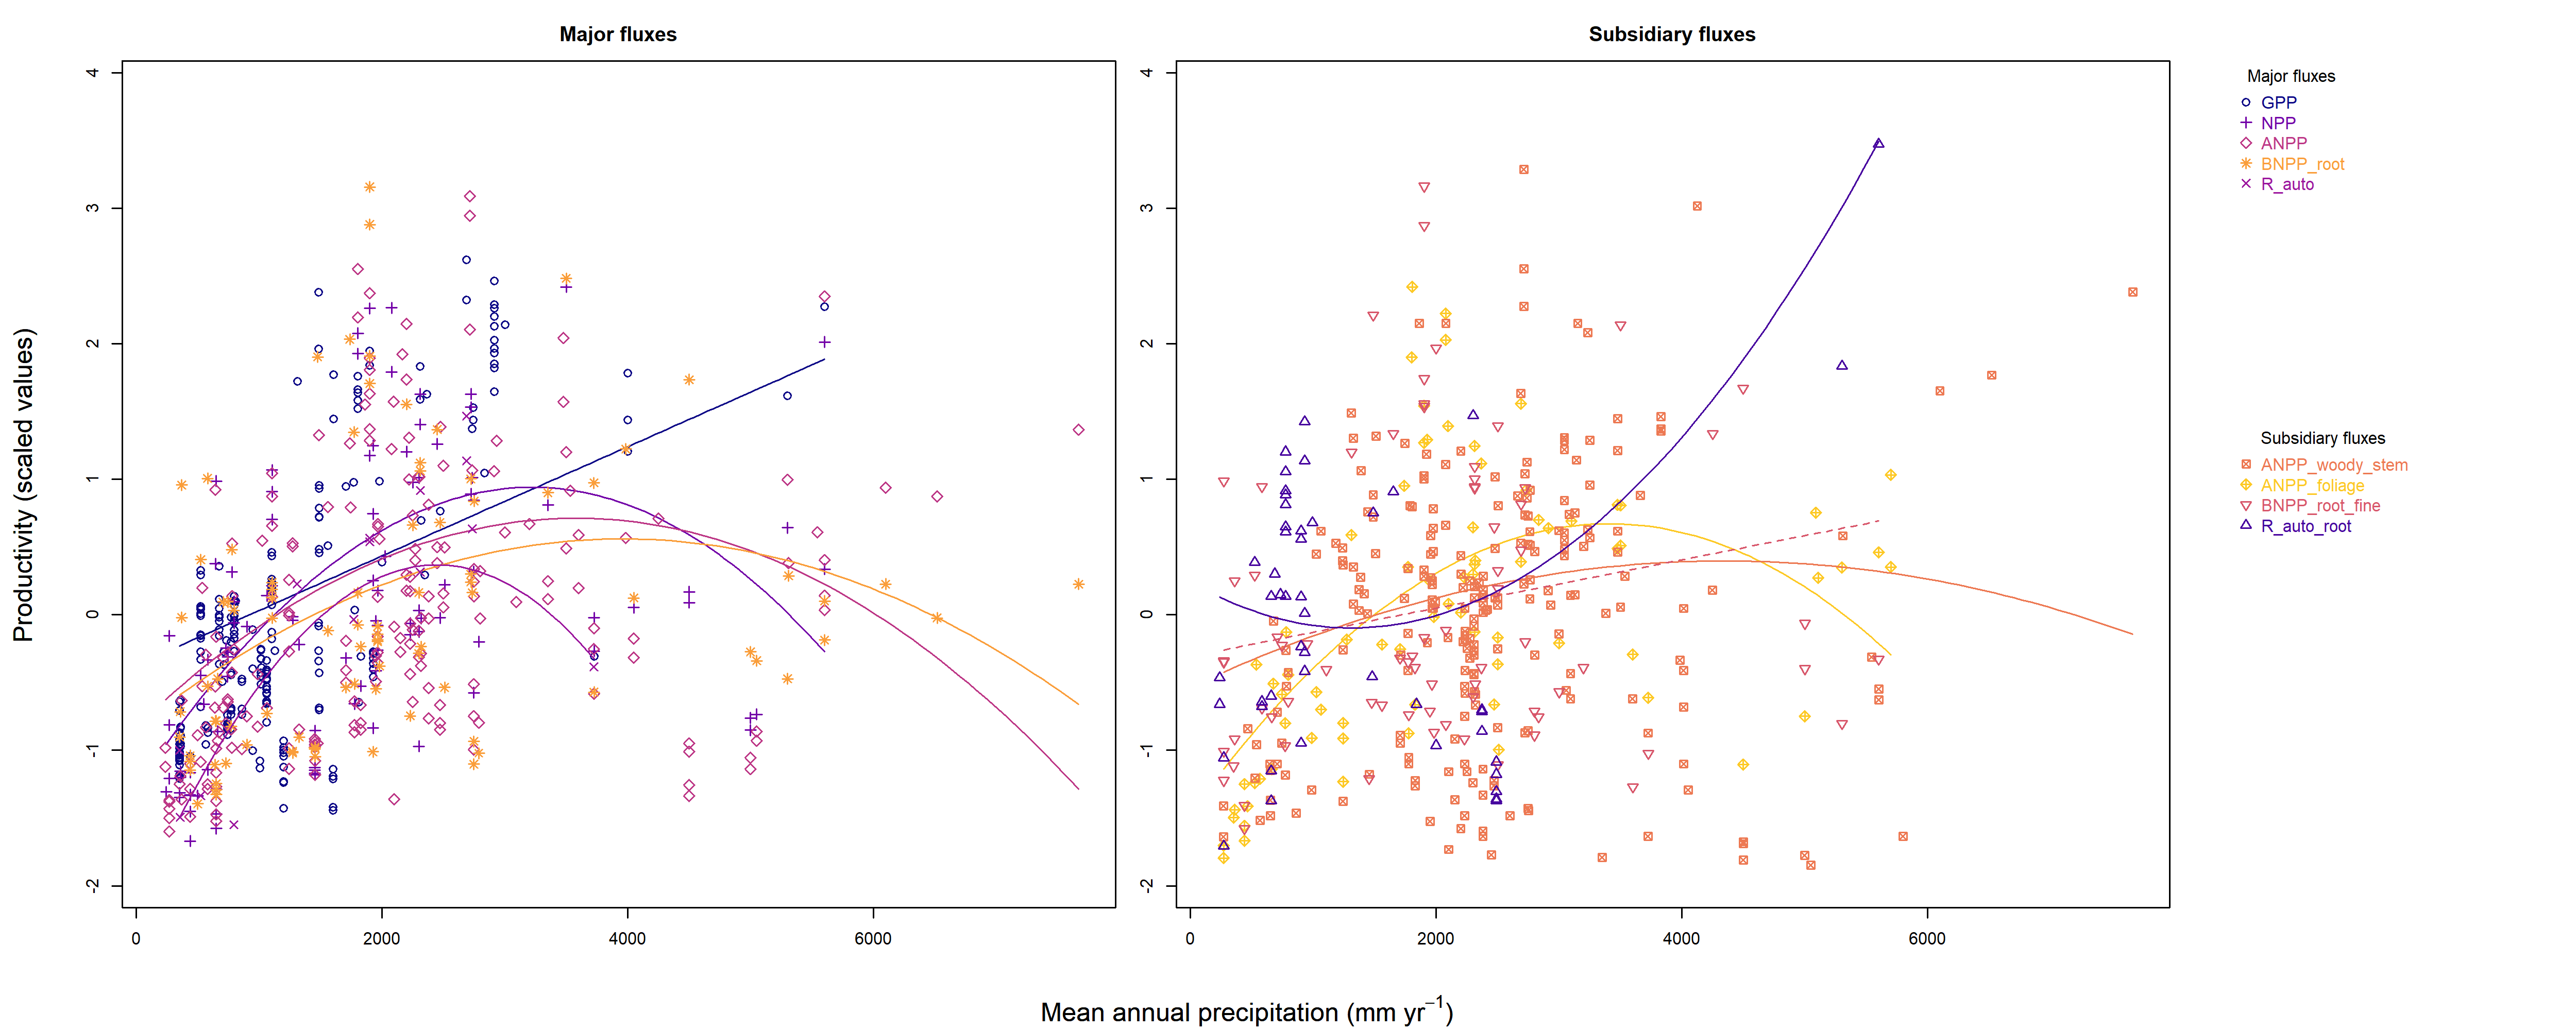 Major fluxes
Subsidiary fluxes
Productivity (scaled values)
4
3
2
1
0
-1
-2
0
2000
4000
6000
4
3
2
1
0
-1
-2
0
2000
4000
6000
Mean annual precipitation (mm yr⁻¹)
Major fluxes
GPP
NPP
ANPP
BNPP_root
R_auto
Subsidiary fluxes
ANPP_woody_stem
ANPP_foliage
BNPP_root_fine
R_auto_root